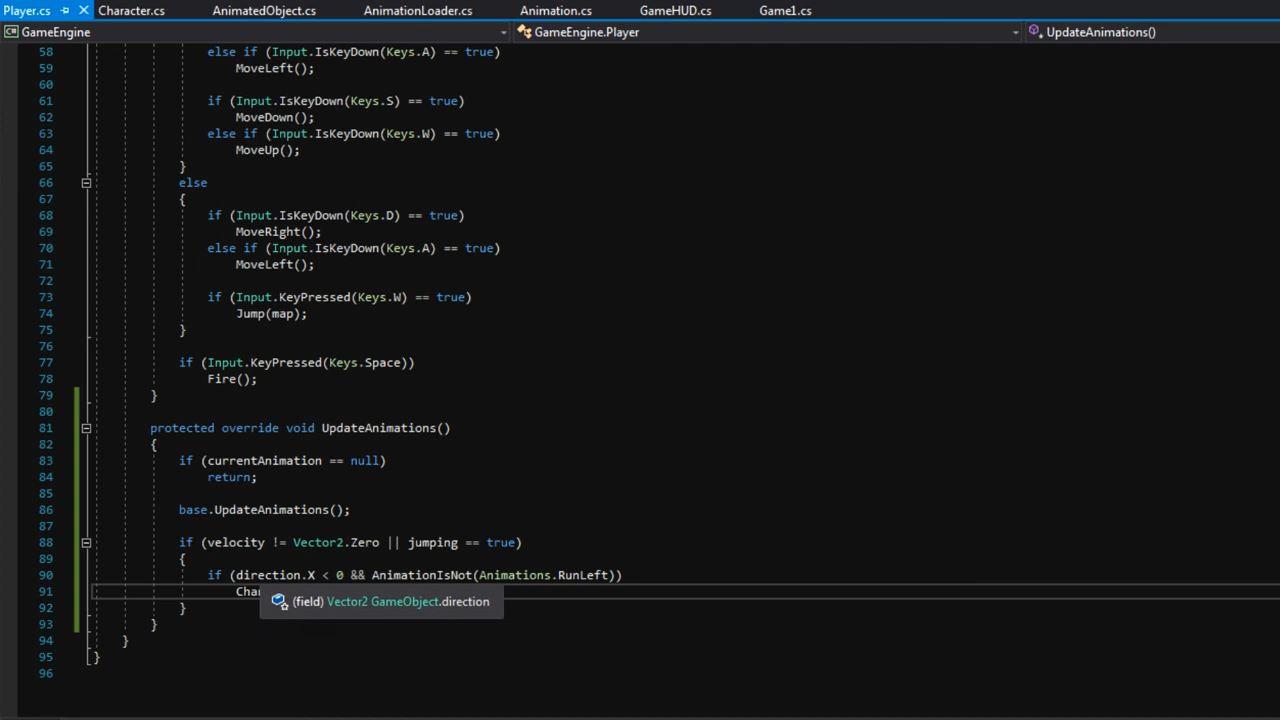 Player.cs Character.cs AnimatedObject.cs AnimationLoader.cs Animation.cs GameHUD.cs Game1.cs
GameEngine GameEngine.Player UpdateAnimations()
58 else if (Input.IsKeyDown(Keys.A) == true)
59 MoveLeft();
60
61 if (Input.IsKeyDown(Keys.S) == true)
62 MoveDown();
63 else if (Input.IsKeyDown(Keys.W) == true)
64 MoveUp();
65 }
66 else
67 {
68 if (Input.IsKeyDown(Keys.D) == true)
69 MoveRight();
70 else if (Input.IsKeyDown(Keys.A) == true)
71 MoveLeft();
72
73 if (Input.KeyPressed(Keys.W) == true)
74 Jump(map);
75 }
76
77 if (Input.KeyPressed(Keys.Space))
78 Fire();
79 }
80
81 protected override void UpdateAnimations()
82 {
83 if (currentAnimation == null)
84 return;
85
86 base.UpdateAnimations();
87
88 if (velocity != Vector2.Zero || jumping == true)
89 {
90 if (direction.X < 0 && AnimationIsNot(Animations.RunLeft))
91
(field) Vector2 GameObject.direction
92 }
93 }
94 }
95 }
96